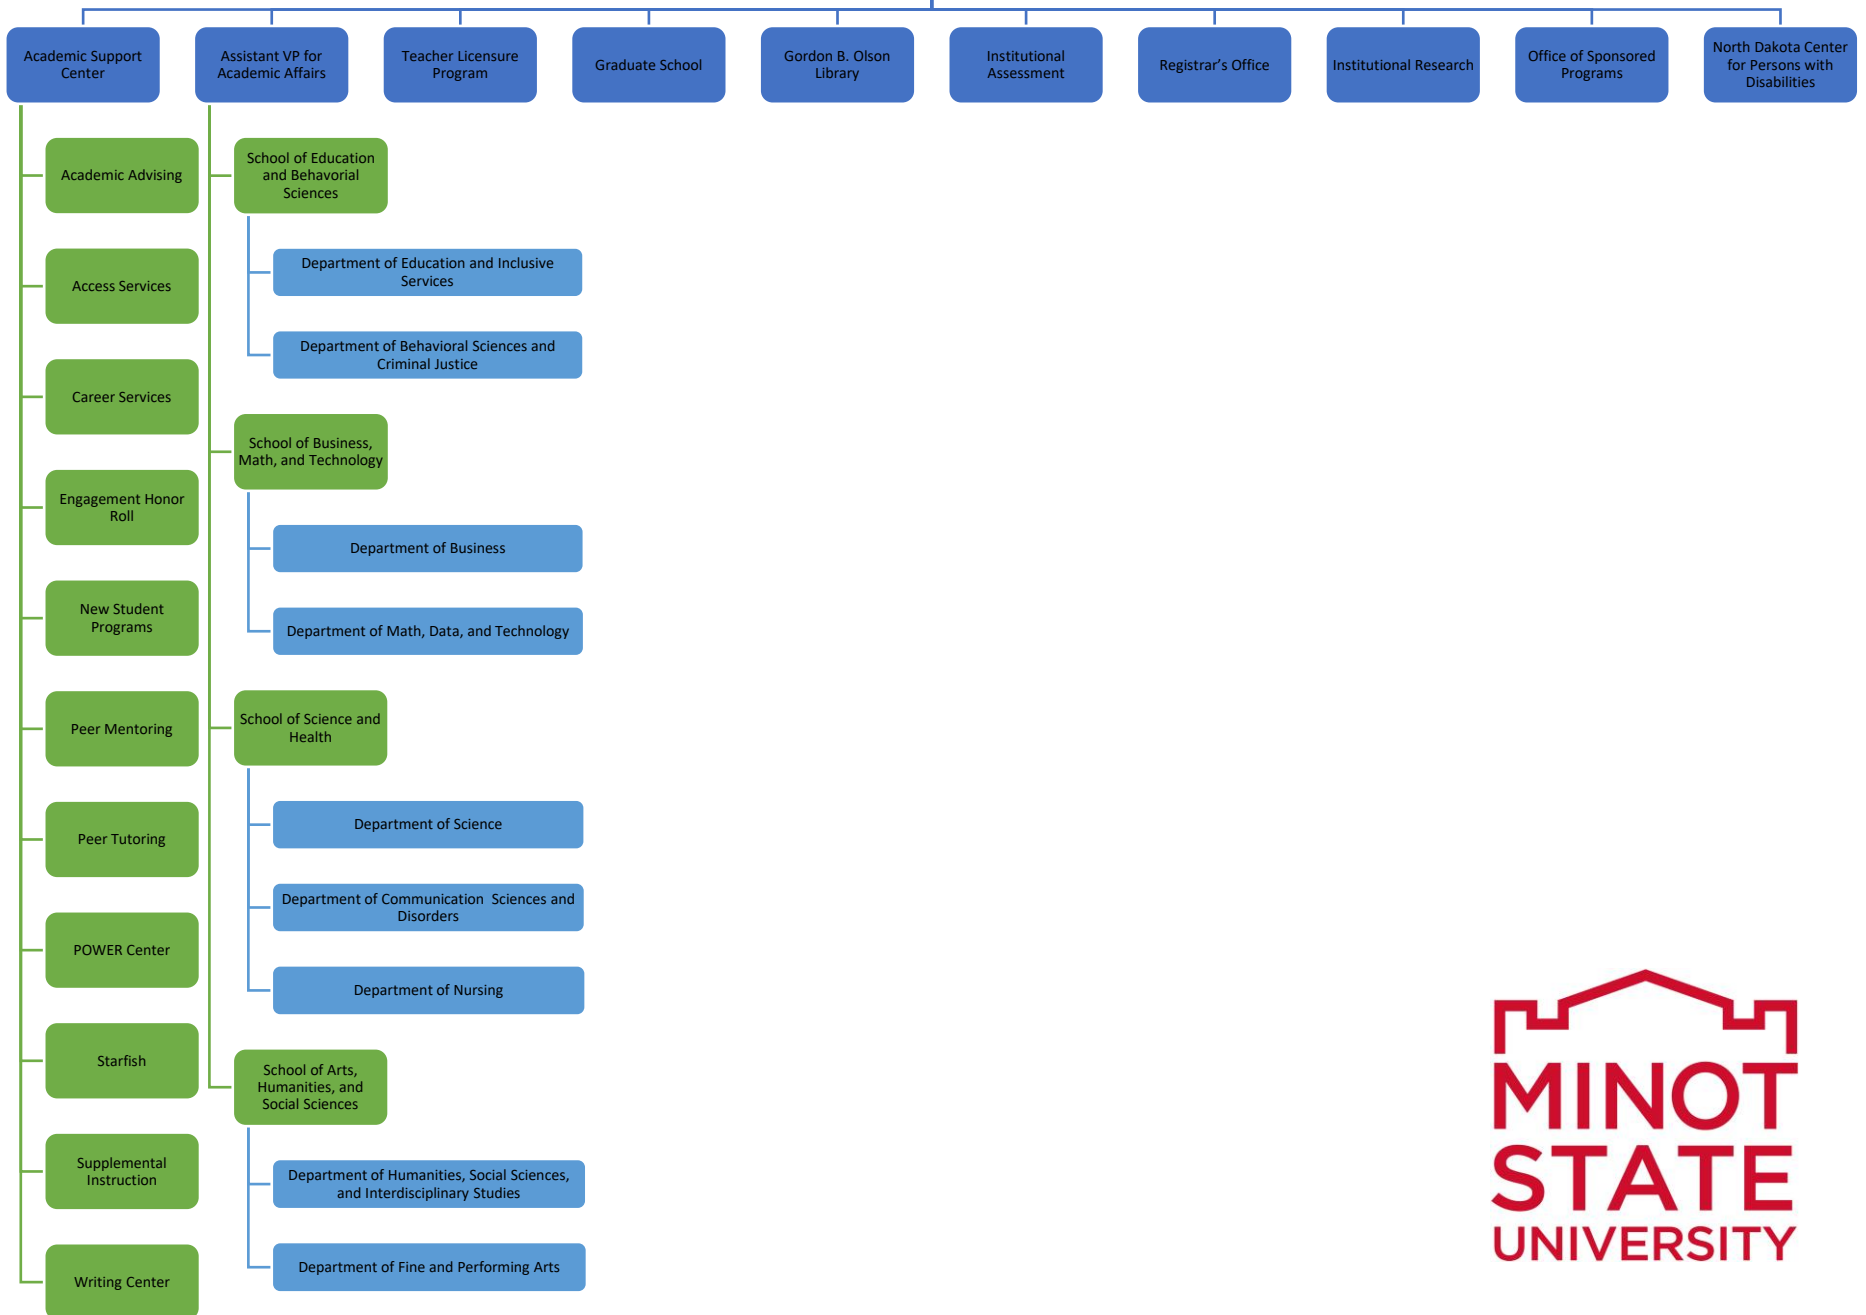 Academic Support
Center
Assistant VP for
Academic Affairs
Teacher Licensure
Program
Graduate School
Gordon B. Olson
Library
Institutional
Assessment
Registrar's Office
Institutional Research
Office of Sponsored
Programs
North Dakota Center
for Persons with
Disabilities
Academic Advising
Access Services
Career Services
Engagement Honor
Roll
New Student
Programs
Peer Mentoring
Peer Tutoring
POWER Center
Starfish
Supplemental
Instruction
Writing Center
School of Education
and Behavorial
Sciences
Department of Education and Inclusive
Services
Department of Behavioral Sciences and
Criminal Justice
School of Business,
Math, and Technology
Department of Business
Department of Math, Data, and Technology
School of Science and
Health
Department of Science
Department of Communication  Sciences and
Disorders
Department of Nursing
School of Arts,
Humanities, and
Social Sciences
Department of Humanities, Social Sciences,
and Interdisciplinary Studies
Department of Fine and Performing Arts
MINOT
STATE
UNIVERSITY